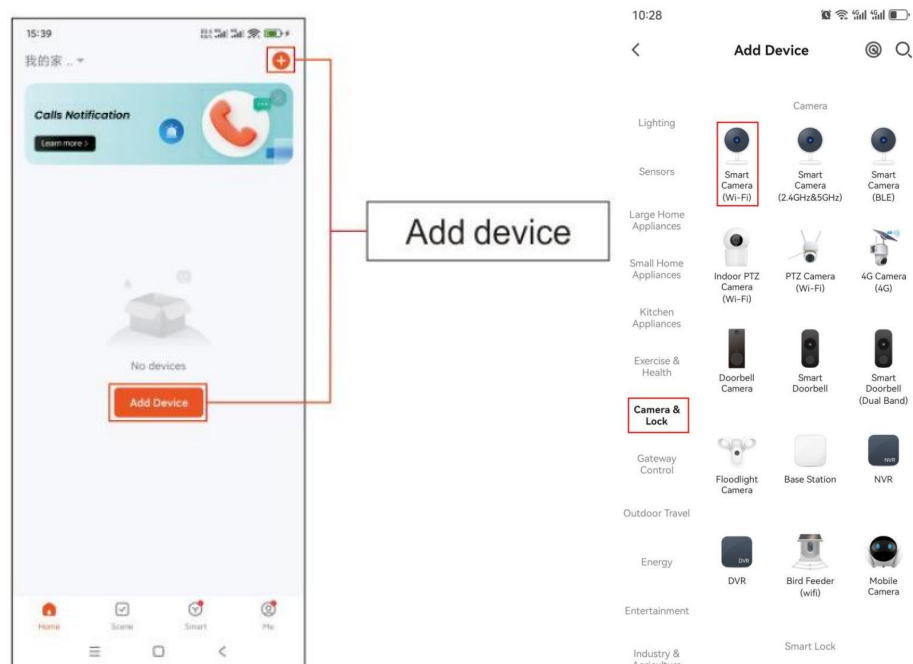 15:39
我的家 ..
Calls Notification
Learn more >
No devices
Add Device
Home
Scene
Smart
Me
Add device
10:28
4G 4G
Add Device
Lighting
Sensors
Large Home
Appliances
Small Home
Appliances
Kitchen
Appliances
Exercise &
Health
Camera &
Lock
Gateway
Control
Outdoor Travel
Energy
Entertainment
Industry &
Camera
Smart
Camera
(Wi-Fi)
Smart
Camera
(2.4GHz&5GHz)
Smart
Camera
(BLE)
Indoor PTZ
Camera
(Wi-Fi)
PTZ Camera
(Wi-Fi)
4G Camera
(4G)
Doorbell
Camera
Smart
Doorbell
Smart
Doorbell
(Dual Band)
Floodlight
Camera
Base Station
NVR
NVR
DVR
DVR
Bird Feeder
(wifi)
Mobile
Camera
Smart Lock